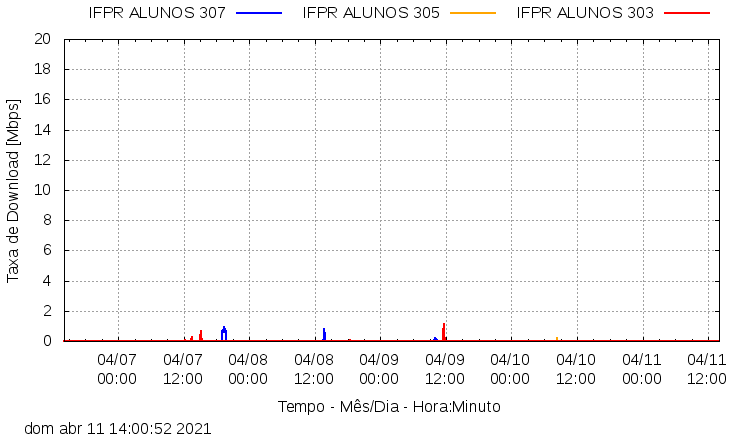 IFPR ALUNOS 307 IFPR ALUNOS 305 IFPR ALUNOS 303
20
18
16
14
12
10
8
6
4
2
0
Taxa de Download [Mbps]
04/07 04/07 04/08 04/08 04/09 04/09 04/10 04/10 04/11 04/11
00:00 12:00 00:00 12:00 00:00 12:00 00:00 12:00 00:00 12:00
Tempo - Mês/Dia - Hora:Minuto
dom abr 11 14:00:52 2021